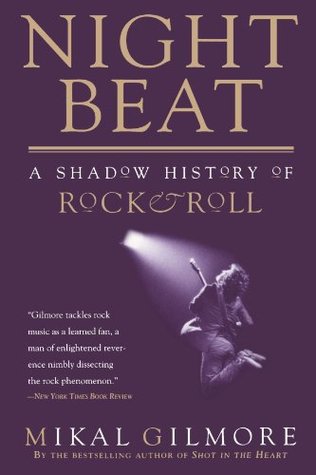 NIGHT
BEAT
A SHADOW HISTORY OF
ROCK & ROLL
"Gilmore tackles rock
music as a learned fan, a
man of enlightened rever-
ence nimbly dissecting
the rock phenomenon."
—NEW YORK TIMES BOOK REVIEW
MIKAL GILMORE
BY THE BESTSELLING AUTHOR OF SHOT IN THE HEART